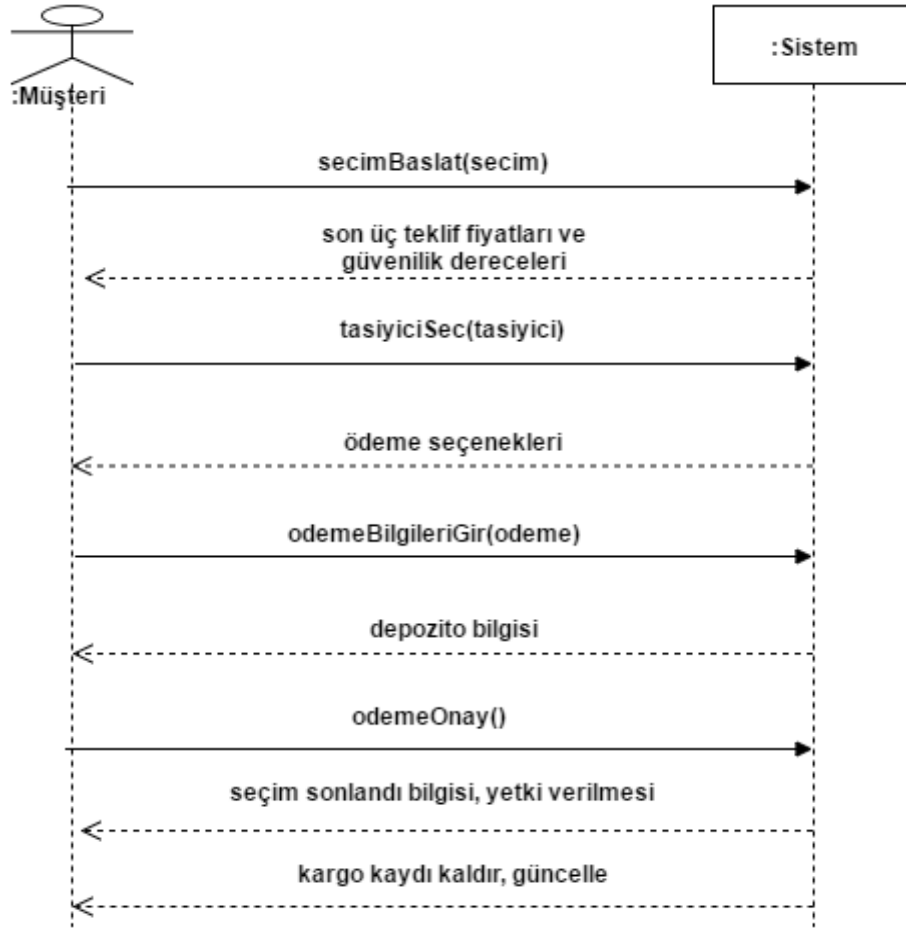 :Müşteri
:Sistem
secimBaslat(secim)
son üç teklif fiyatları ve
güvenilik dereceleri
tasiyiciSec(tasiyici)
ödeme seçenekleri
odemeBilgileriGir(odeme)
depozito bilgisi
odemeOnay()
seçim sonlandı bilgisi, yetki verilmesi
kargo kaydı kaldır, güncelle